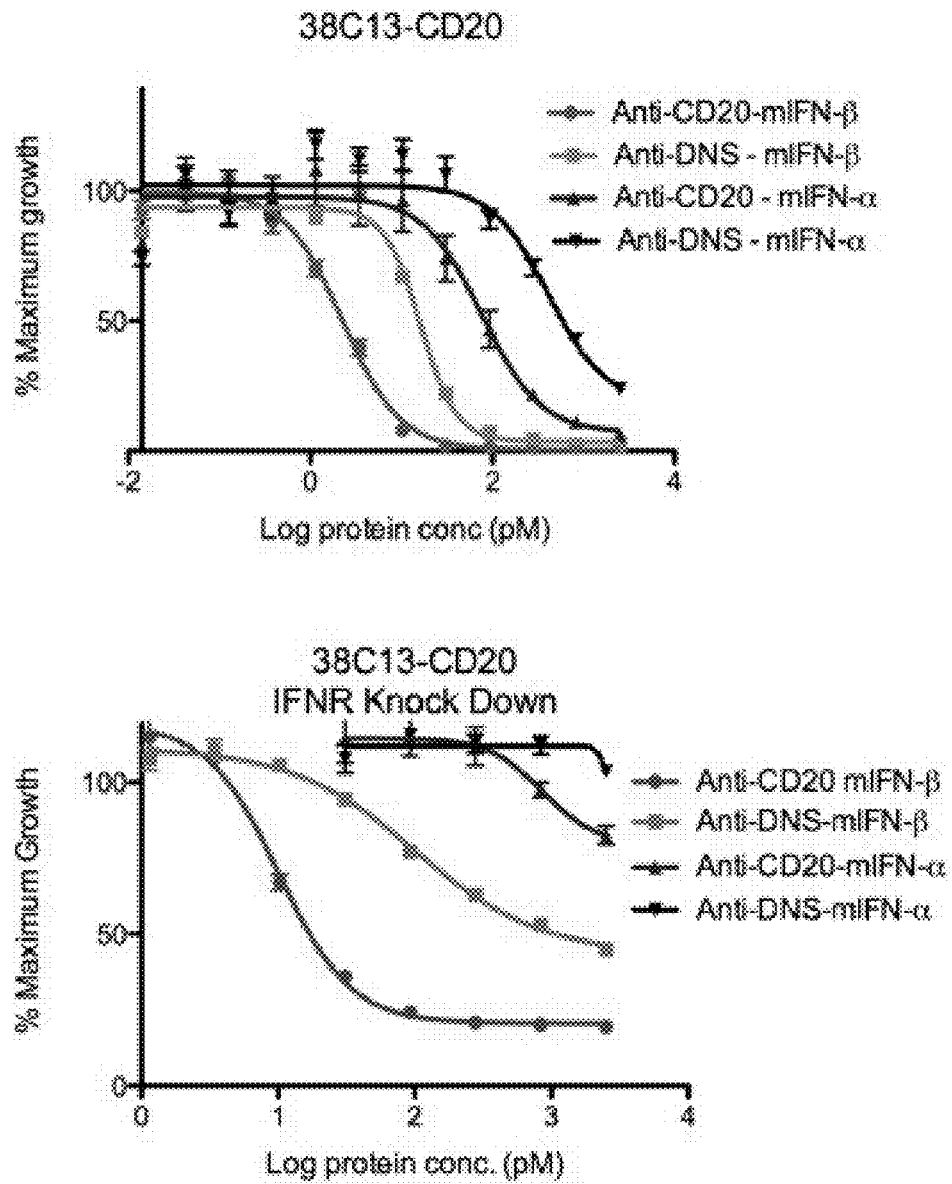 38C13-CD20
Anti-CD20-mIFN-β
Anti-DNS - mIFN-β
Anti-CD20 - mIFN-α
Anti-DNS - mIFN-α
% Maximum growth
100
50
-2
0
2
4
Log protein conc (pM)
38C13-CD20
IFNR Knock Down
Anti-CD20 mIFN-β
Anti-DNS-mIFN-β
Anti-CD20-mIFN-α
Anti-DNS-mIFN-α
% Maximum Growth
100
50
0
0
1
2
3
4
Log protein conc. (pM)